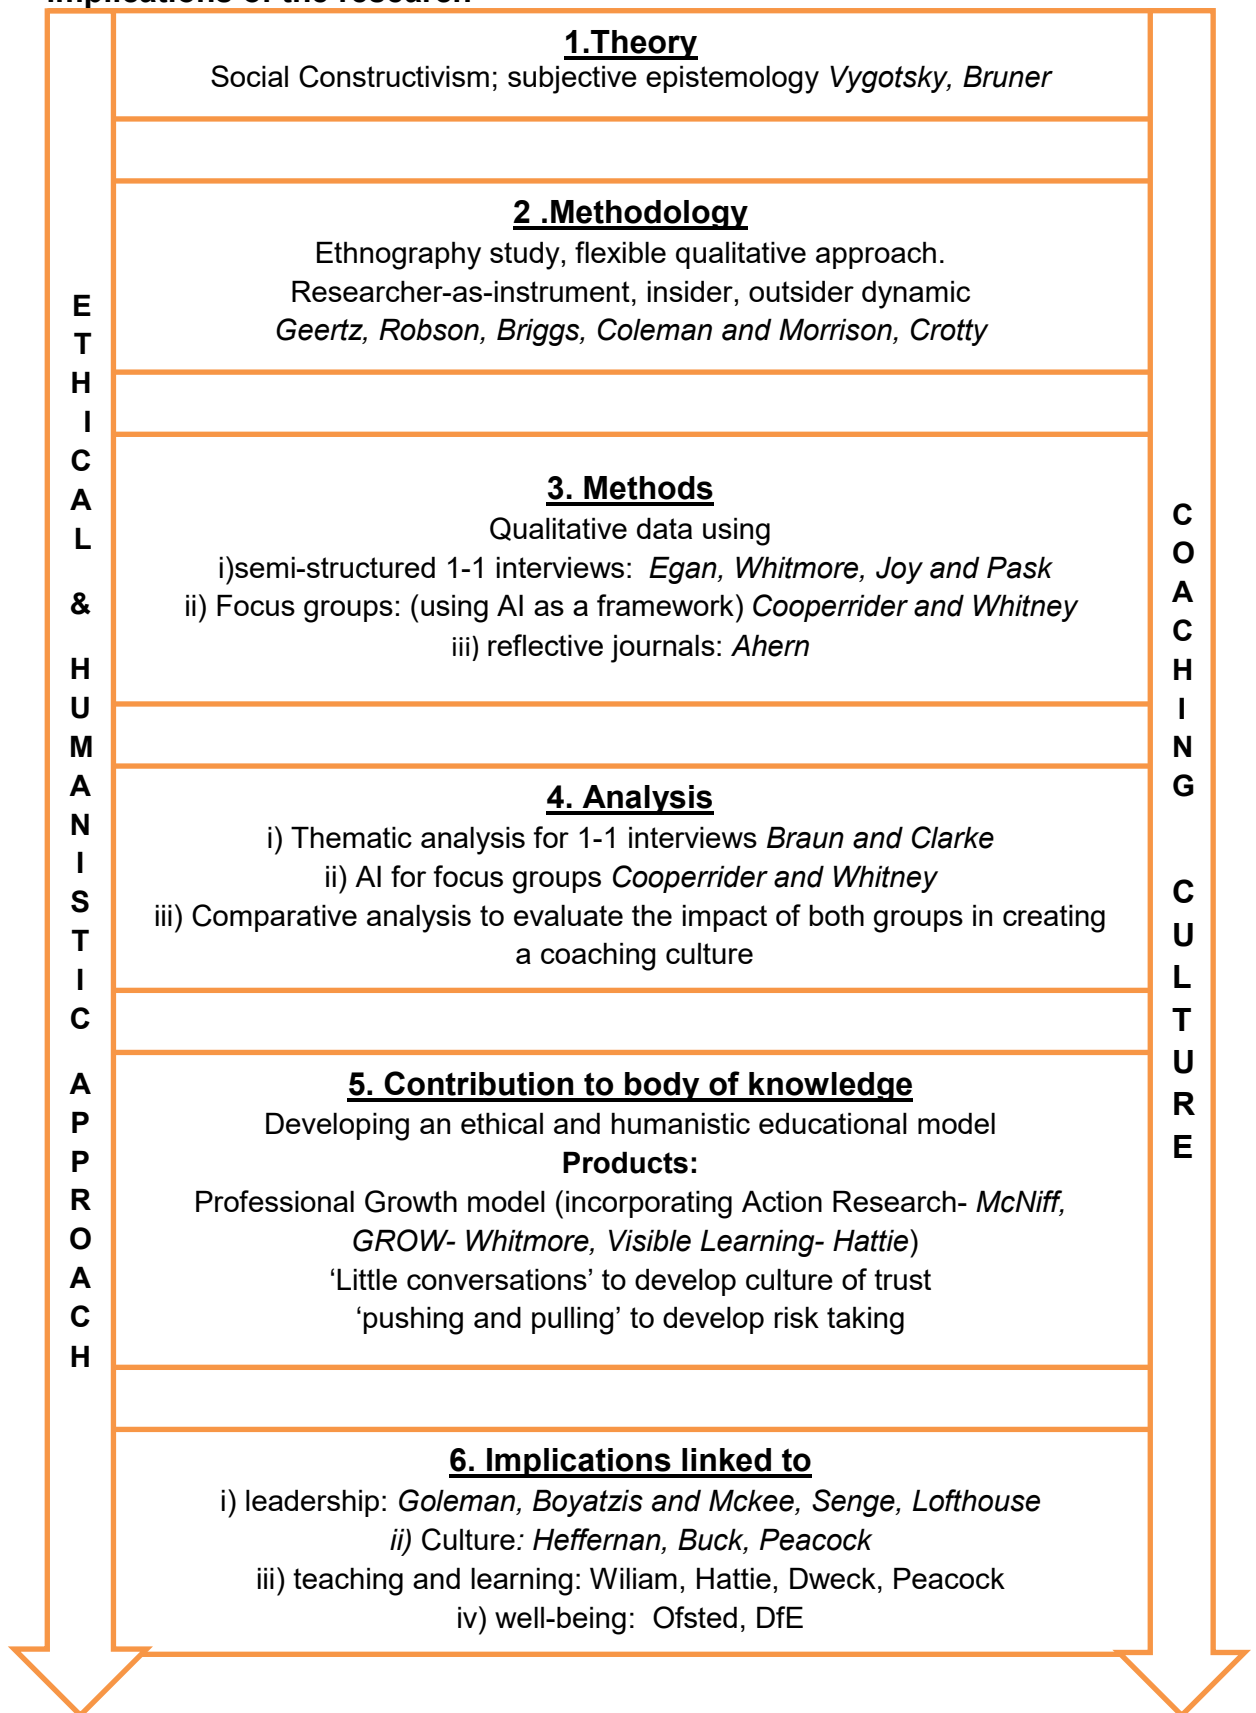 Implications of the research
1.Theory
Social Constructivism; subjective epistemology Vygotsky, Bruner
2 .Methodology
Ethnography study, flexible qualitative approach.
Researcher-as-instrument, insider, outsider dynamic
Geertz, Robson, Briggs, Coleman and Morrison, Crotty
3. Methods
Qualitative data using
i)semi-structured 1-1 interviews: Egan, Whitmore, Joy and Pask
ii) Focus groups: (using AI as a framework) Cooperrider and Whitney
iii) reflective journals: Ahern
4. Analysis
i) Thematic analysis for 1-1 interviews Braun and Clarke
ii) AI for focus groups Cooperrider and Whitney
iii) Comparative analysis to evaluate the impact of both groups in creating
a coaching culture
5. Contribution to body of knowledge
Developing an ethical and humanistic educational model
Products:
Professional Growth model (incorporating Action Research- McNiff,
GROW- Whitmore, Visible Learning- Hattie)
‘Little conversations’ to develop culture of trust
‘pushing and pulling’ to develop risk taking
6. Implications linked to
i) leadership: Goleman, Boyatzis and Mckee, Senge, Lofthouse
ii) Culture: Heffernan, Buck, Peacock
iii) teaching and learning: Wiliam, Hattie, Dweck, Peacock
iv) well-being: Ofsted, DfE
ETHICAL & HUMANISTIC APPROACH
COACHING CULTURE